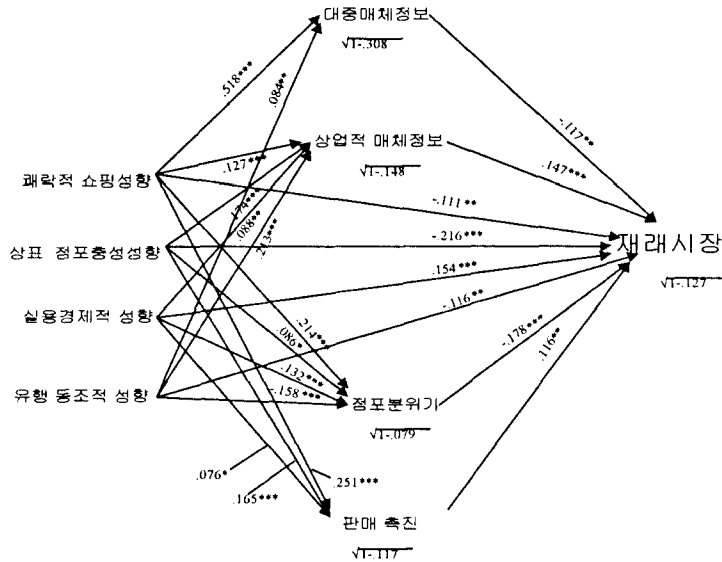 대중매체정보
√1-.308
.518***
.084**
-.117**
상업적 매체정보
√1-.148
.127***
.147***
쾌락적 쇼핑성향
.174***
.088**
.213***
-.111**
상표 점포충성성향
-.216***
재래시장
√1-.127
실용경제적 성향
.154***
-.116**
유행 동조적 성향
.214***
.086*
.132***
-.158***
-.178***
.116**
점포분위기
√1-.079
.076*
.165***
.251***
판매 촉진
√1-.117